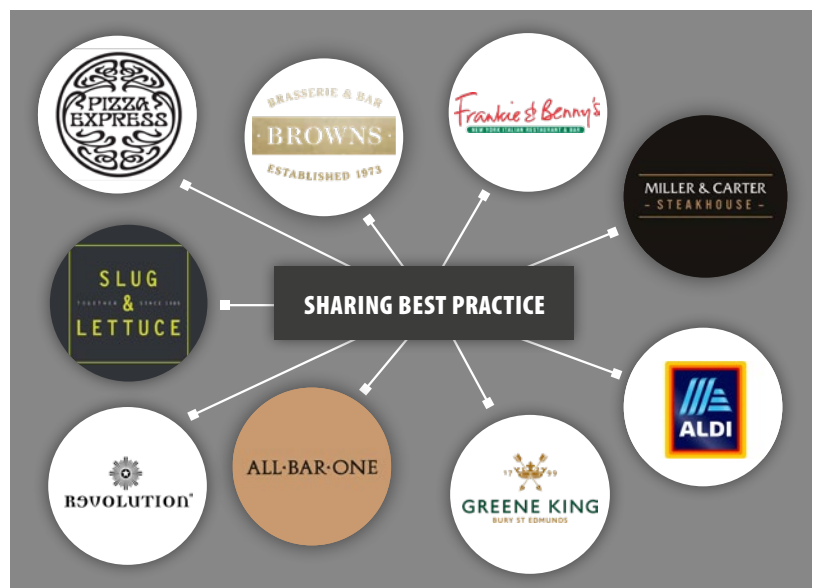 PIZZA
EXPRESS
BRASSERIE & BAR
· BROWNS ·
ESTABLISHED 1973
Frankie & Benny's
NEW YORK ITALIAN RESTAURANT & BAR
MILLER & CARTER
- STEAKHOUSE -
SLUG
TOGETHER & SINCE 1985
LETTUCE
SHARING BEST PRACTICE
ALDI
REVOLUTION
ALL·BAR·ONE
17 99
GREENE KING
BURY ST EDMUNDS